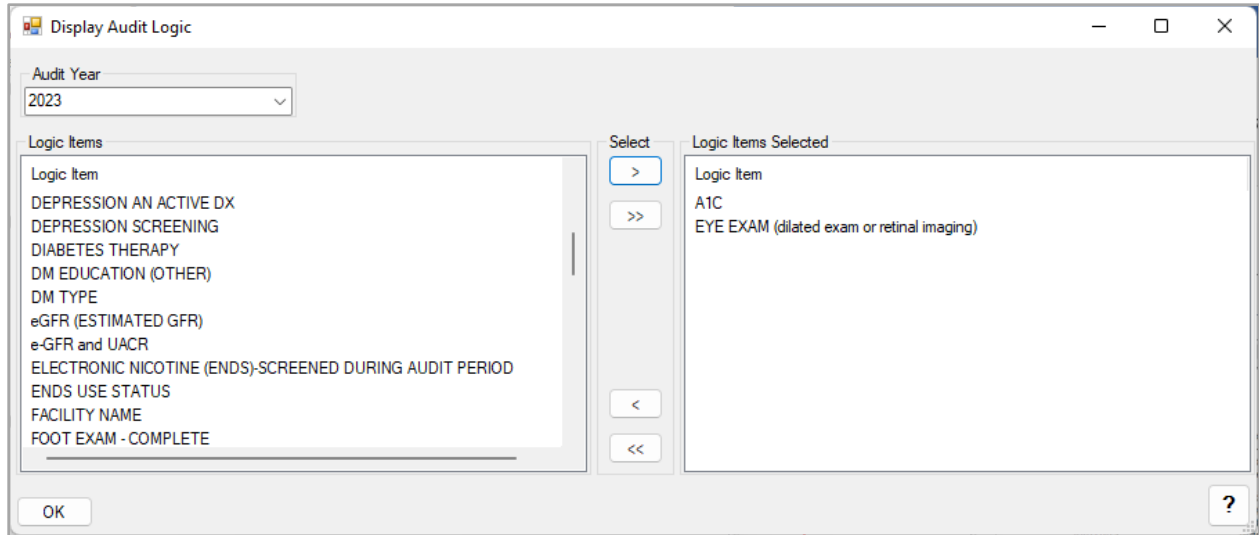 Display Audit Logic
Audit Year
2023
Logic Items
Logic Item
DEPRESSION AN ACTIVE DX
DEPRESSION SCREENING
DIABETES THERAPY
DM EDUCATION (OTHER)
DM TYPE
eGFR (ESTIMATED GFR)
e-GFR and UACR
ELECTRONIC NICOTINE (ENDS)-SCREENED DURING AUDIT PERIOD
ENDS USE STATUS
FACILITY NAME
FOOT EXAM - COMPLETE
Select
>
>>
<
<<
Logic Items Selected
Logic Item
A1C
EYE EXAM (dilated exam or retinal imaging)
OK
?